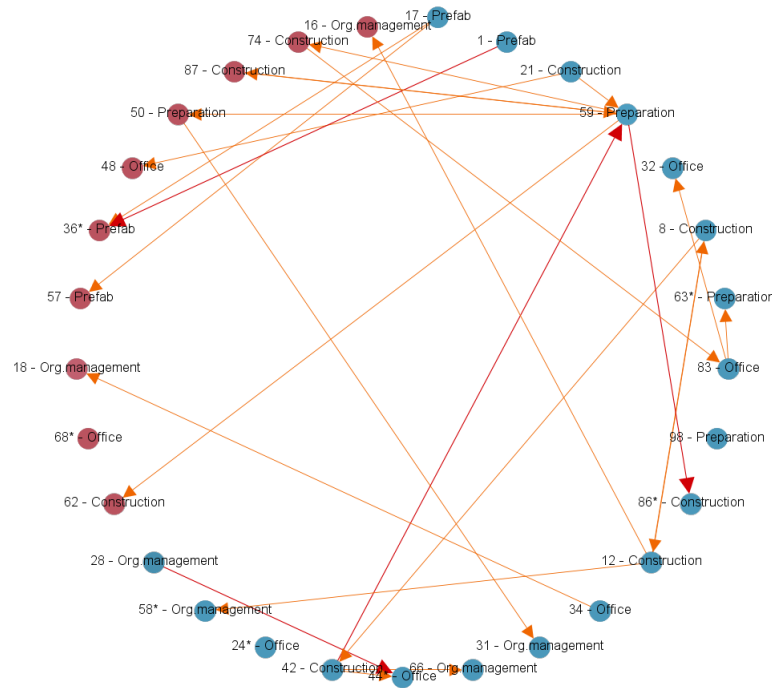 17 - Prefab
16 - Org.management
74 - Construction
1 - Prefab
87 - Construction
21 - Construction
50 - Preparation
59 - Preparation
48 - Office
32 - Office
36* - Prefab
8 - Construction
57 - Prefab
63* - Preparation
18 - Org.management
83 - Office
68* - Office
98 - Preparation
62 - Construction
86* - Construction
28 - Org.management
12 - Construction
58* - Org.management
34 - Office
24* - Office
31 - Org.management
42 - Construction
66 - Org.management
44* - Office